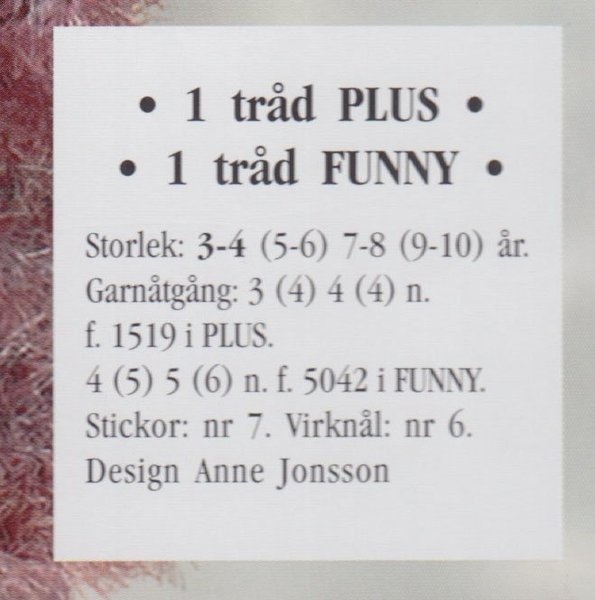 • 1 tråd PLUS •
• 1 tråd FUNNY •
Storlek: 3-4 (5-6) 7-8 (9-10) år.
Garnåtgång: 3 (4) 4 (4) n.
f. 1519 i PLUS.
4 (5) 5 (6) n. f. 5042 i FUNNY.
Stickor: nr 7. Virknål: nr 6.
Design Anne Jonsson